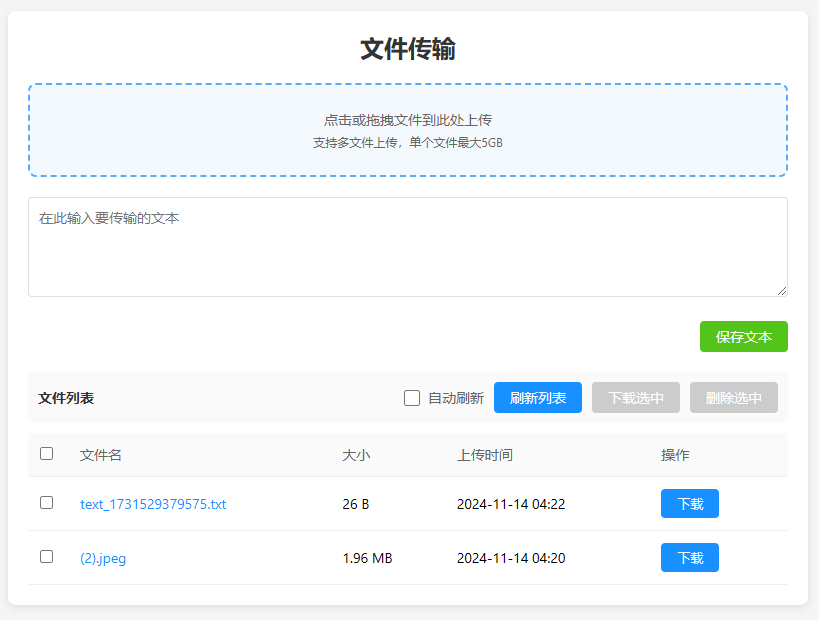 文件传输
点击或拖拽文件到此处上传
支持多文件上传，单个文件最大5GB
在此输入要传输的文本
保存文本
文件列表 自动刷新 刷新列表 下载选中 删除选中
文件名 大小 上传时间 操作
text_1731529379575.txt 26 B 2024-11-14 04:22 下载
(2).jpeg 1.96 MB 2024-11-14 04:20 下载